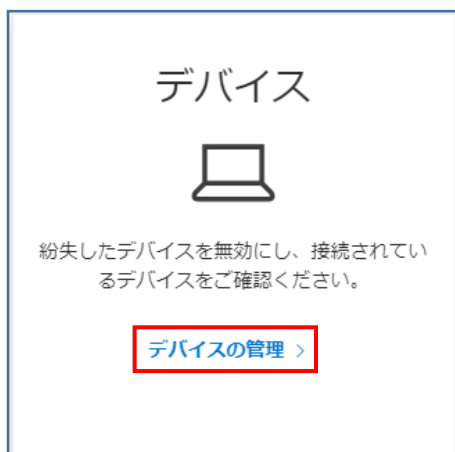 デバイス
紛失したデバイスを無効にし、接続されてい
るデバイスをご確認ください。
デバイスの管理 >